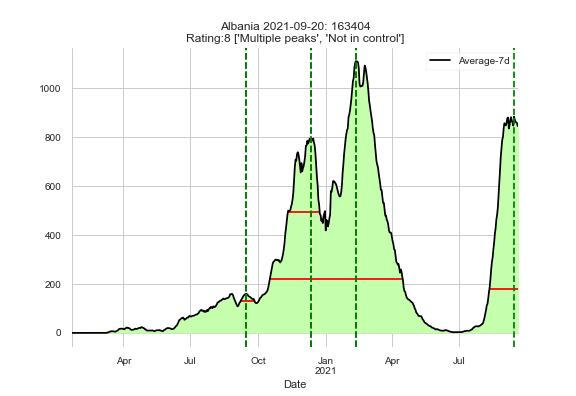 Albania 2021-09-20: 163404
Rating:8 ['Multiple peaks', 'Not in control']
Average-7d
1000
800
600
400
200
0
Apr
Jul
Oct
Jan
2021
Apr
Jul
Date